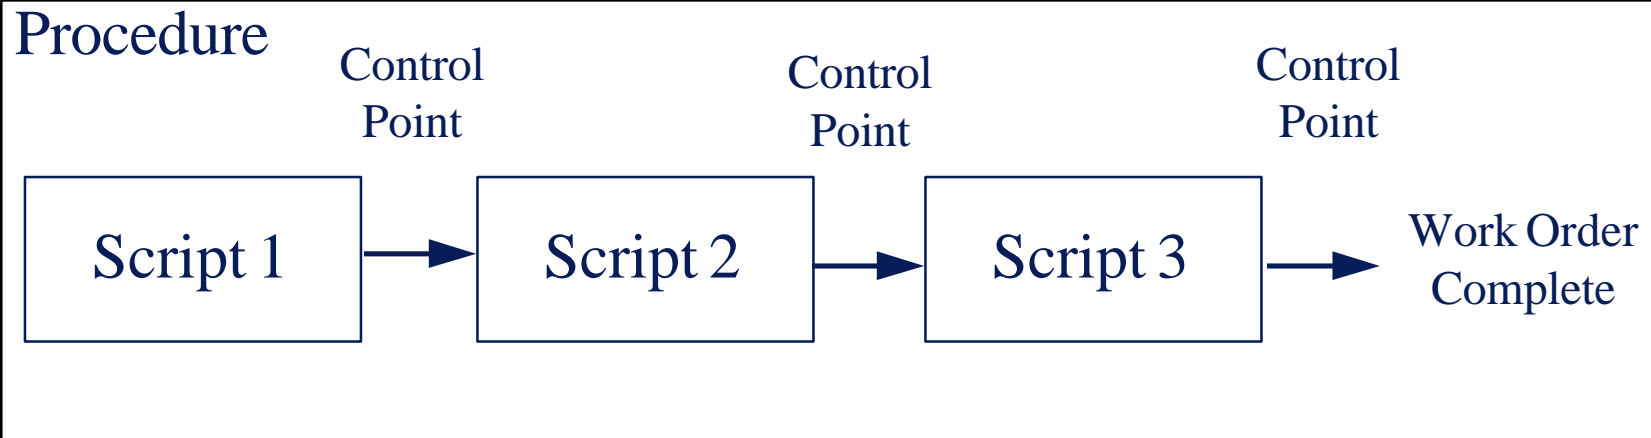 Procedure
Control
Point
Control
Point
Control
Point
Script 1
Script 2
Script 3
Work Order
Complete